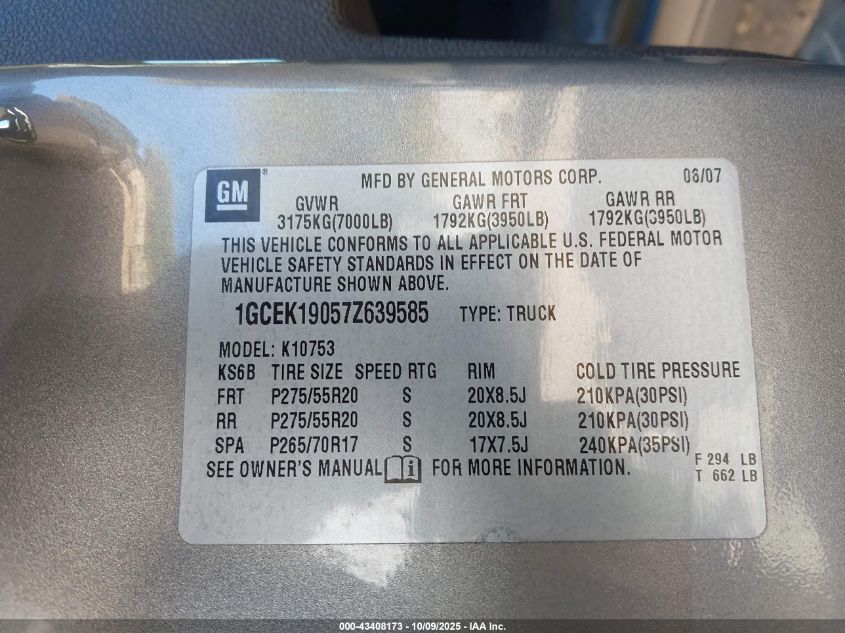 GM ® MFD BY GENERAL MOTORS CORP. 08/07
GVWR GAWR FRT GAWR RR
3175KG(7000LB) 1792KG(3950LB) 1792KG(3950LB)
THIS VEHICLE CONFORMS TO ALL APPLICABLE U.S. FEDERAL MOTOR
VEHICLE SAFETY STANDARDS IN EFFECT ON THE DATE OF
MANUFACTURE SHOWN ABOVE.
1GCEK19057Z639585 TYPE: TRUCK
MODEL: K10753
KS6B TIRE SIZE SPEED RTG RIM COLD TIRE PRESSURE
FRT P275/55R20 S 20X8.5J 210KPA(30PSI)
RR P275/55R20 S 20X8.5J 210KPA(30PSI)
SPA P265/70R17 S 17X7.5J 240KPA(35PSI)
SEE OWNER'S MANUAL i FOR MORE INFORMATION.
F 294 LB
T 662 LB
000-43408173 - 10/09/2025 - IAA Inc.